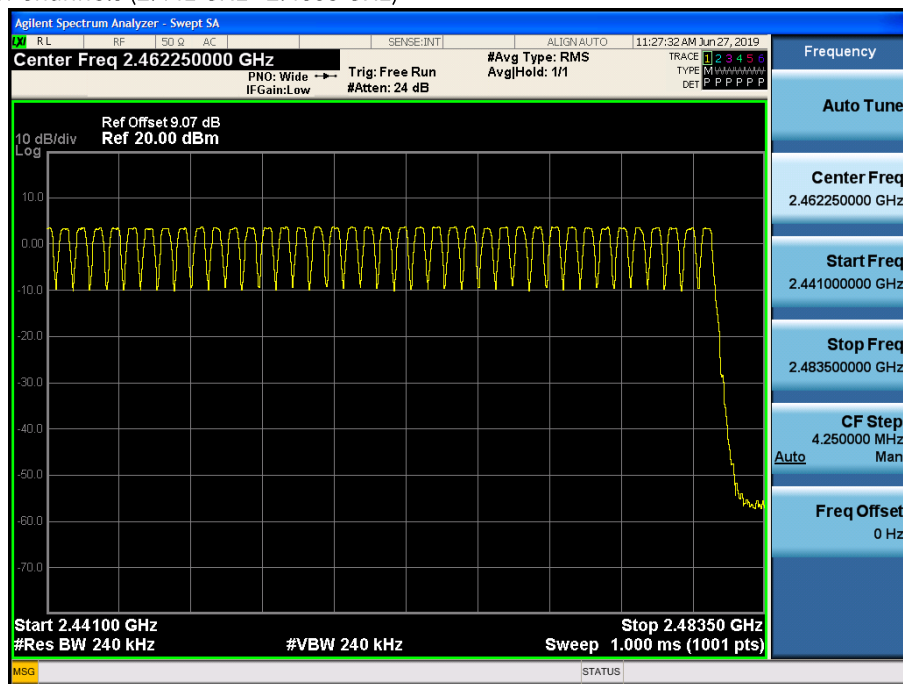 Agilent Spectrum Analyzer - Swept SA
LXI RL RF 50 Ω AC SENSE:INT ALIGN AUTO 11:27:32 AM Jun 27, 2019
Center Freq 2.462250000 GHz
PNO: Wide
IFGain:Low
Trig: Free Run
#Atten: 24 dB
#Avg Type: RMS
Avg|Hold: 1/1
TRACE 1 2 3 4 5 6
TYPE M
DET P P P P P P
Ref Offset 9.07 dB
10 dB/div Ref 20.00 dBm
Log
10.0
0.00
-10.0
-20.0
-30.0
-40.0
-50.0
-60.0
-70.0
Start 2.44100 GHz Stop 2.48350 GHz
#Res BW 240 kHz #VBW 240 kHz Sweep 1.000 ms (1001 pts)
MSG STATUS
Frequency
Auto Tune
Center Freq
2.462250000 GHz
Start Freq
2.441000000 GHz
Stop Freq
2.483500000 GHz
CF Step
4.250000 MHz
Auto Man
Freq Offset
0 Hz